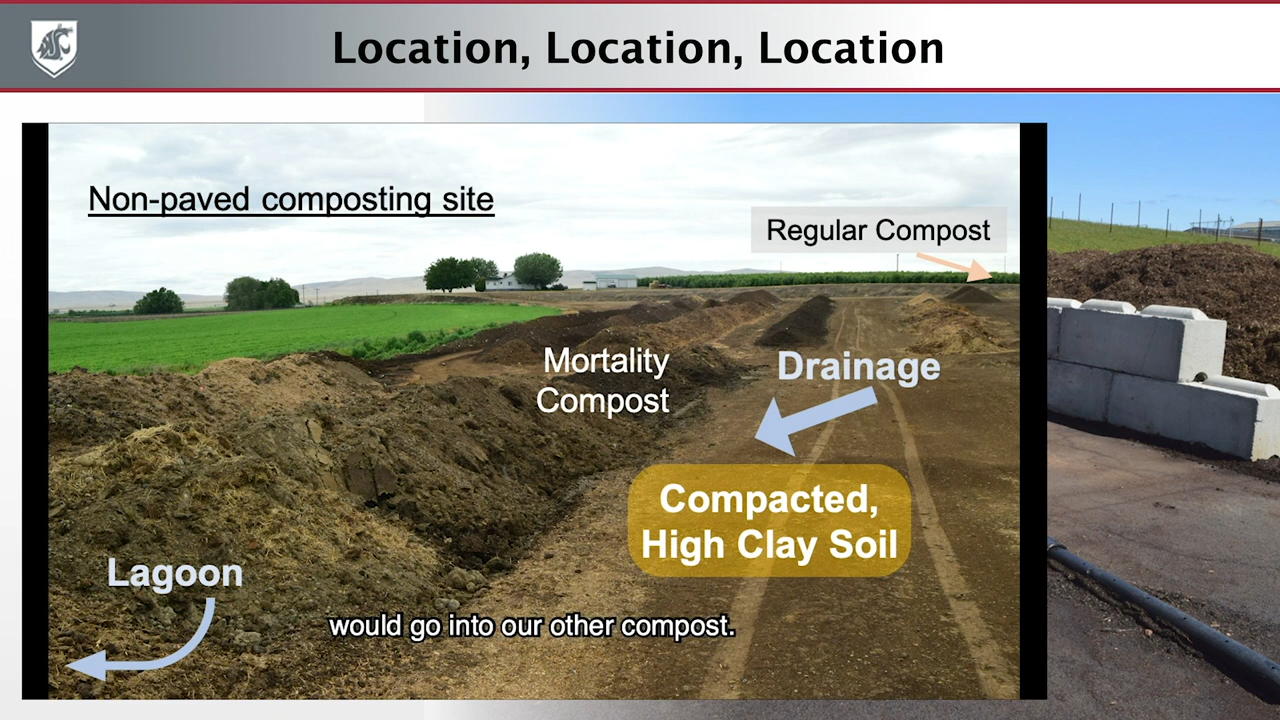 Location, Location, Location
Non-paved composting site
Regular Compost
Mortality
Compost
Drainage
Compacted,
High Clay Soil
Lagoon
would go into our other compost.